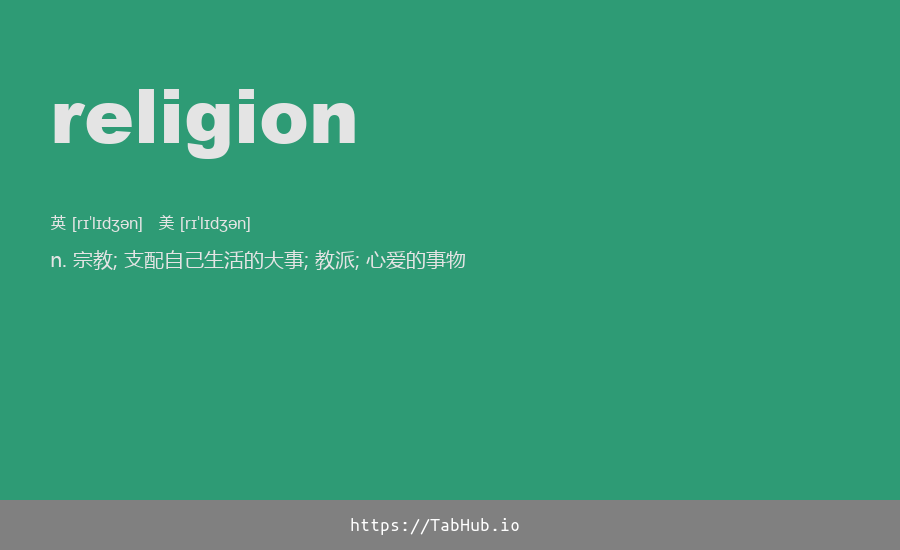 religion
英 [rɪˈlɪdʒən] 美 [rɪˈlɪdʒən]
n. 宗教; 支配自己生活的大事; 教派; 心爱的事物
https://TabHub.io